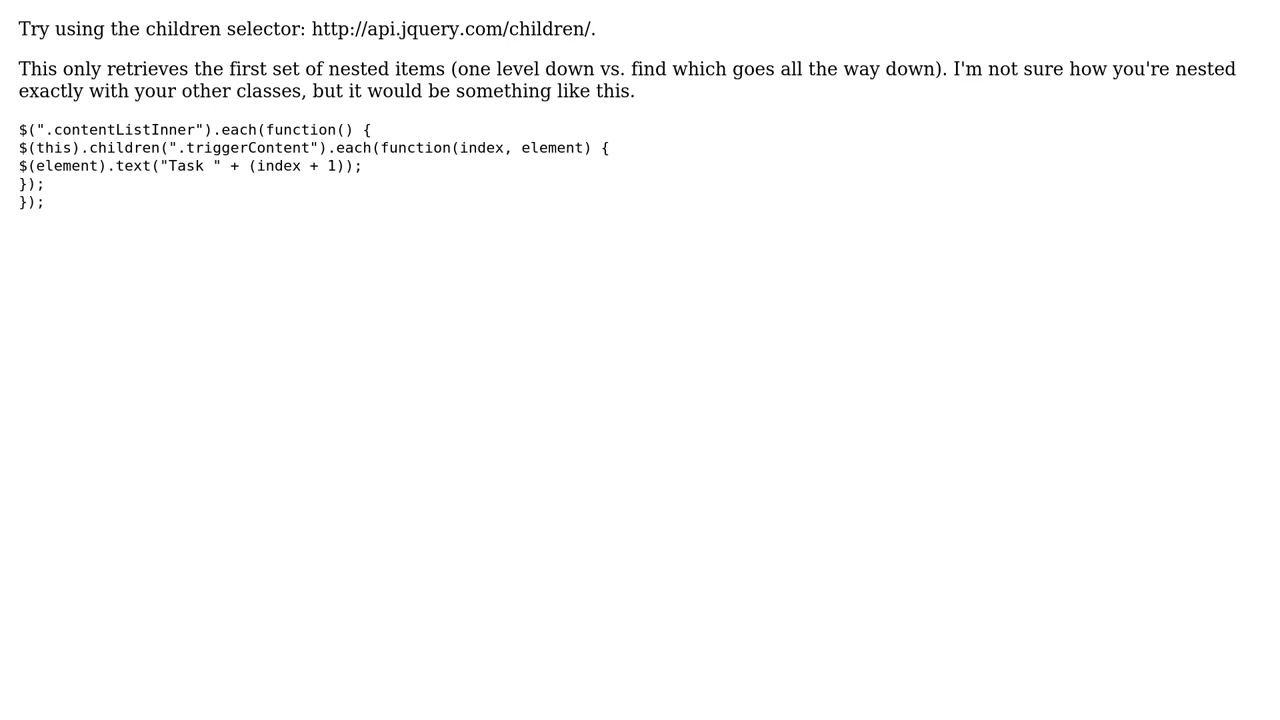 Try using the children selector: http://api.jquery.com/children/.
This only retrieves the first set of nested items (one level down vs. find which goes all the way down). I'm not sure how you're nested
exactly with your other classes, but it would be something like this.
$(".contentListInner").each(function() {
$(this).children(".triggerContent").each(function(index, element) {
$(element).text("Task " + (index + 1));
});
});